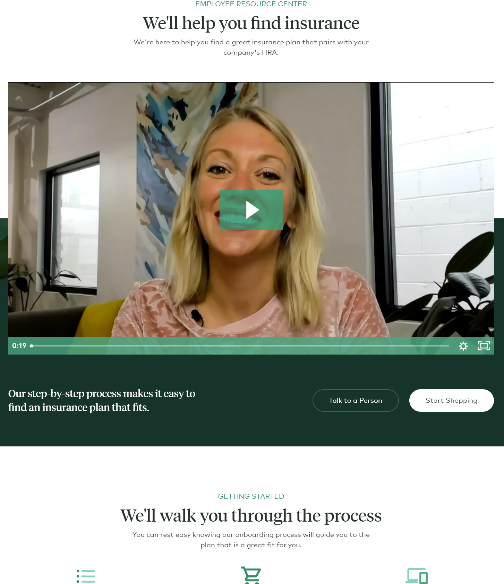 EMPLOYEE RESOURCE CENTER
We'll help you find insurance
We're here to help you find a great insurance plan that pairs with your
company's HRA.
0:19
Our step-by-step process makes it easy to
find an insurance plan that fits.
Talk to a Person
Start Shopping
GETTING STARTED
We'll walk you through the process
You can rest easy knowing our onboarding process will guide you to the
plan that is a great fit for you.